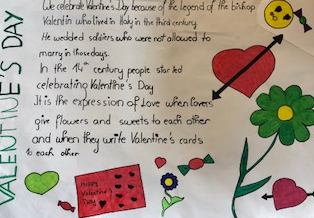 VALENTINE'S DAY
We celebrate Valentine's Day because of the legend of the bishop
Valentin who lived in Italy in the third century.
He wedded soldiers who were not allowed to
marry in those days.
In the 14th century people started
celebrating Valentine's Day
It is the expression of Love when Lovers
give flowers and sweets to each other
and when they write Valentine's cards
to each other
Happy
Valentine's
Day